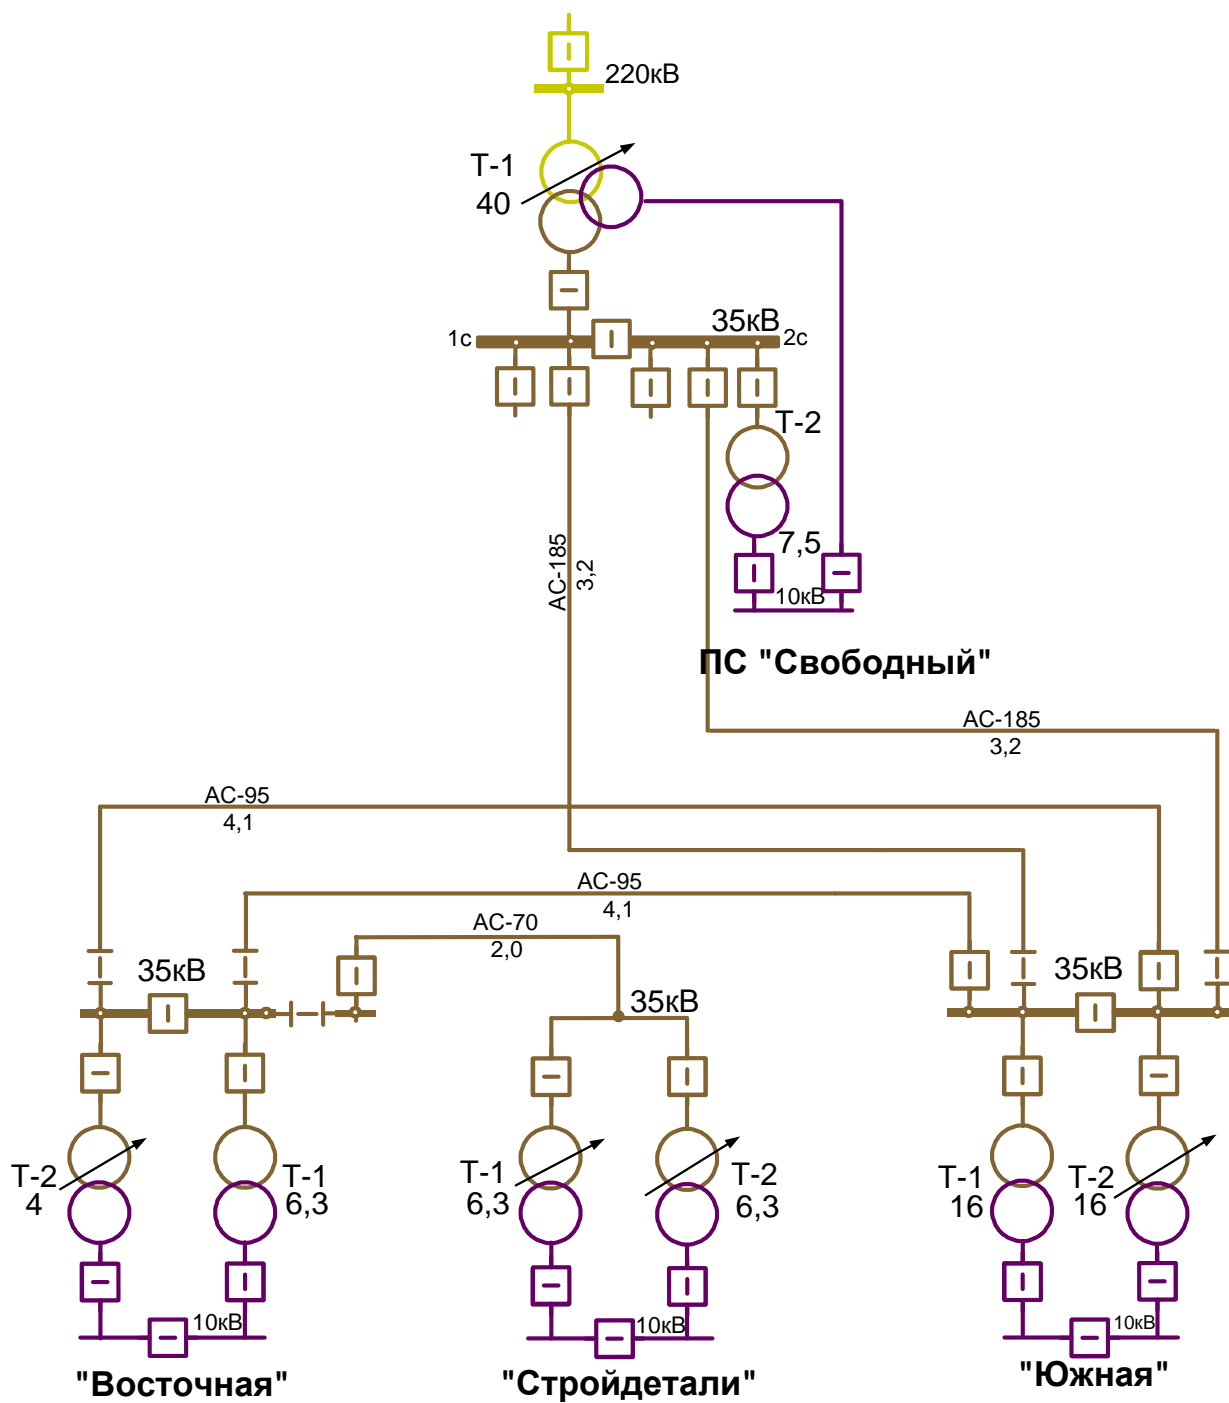 220кВ
Т-1
40
35кВ
1с
2с
Т-2
7,5
АС-185
3,2
10кВ
ПС "Свободный"
АС-185
3,2
АС-95
4,1
АС-95
4,1
АС-70
2,0
35кВ
35кВ
35кВ
Т-2
4
Т-1
6,3
Т-1
6,3
Т-2
6,3
Т-1
16
Т-2
16
10кВ
10кВ
10кВ
"Восточная"
"Стройдетали"
"Южная"